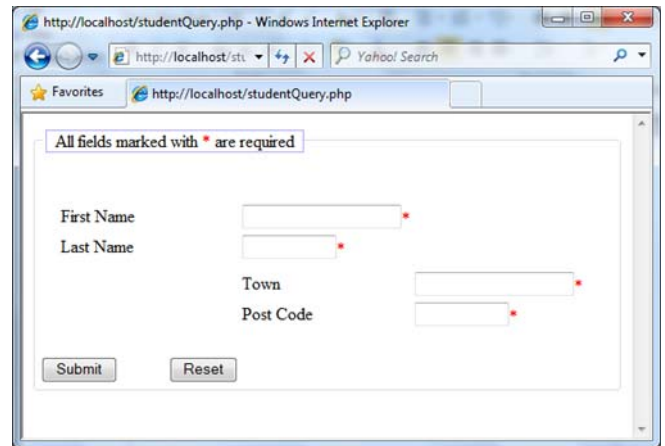 http://localhost/studentQuery.php - Windows Internet Explorer
http://localhost/stu
Yahoo! Search
Favorites
http://localhost/studentQuery.php
All fields marked with * are required
First Name *
Last Name *
Town *
Post Code *
Submit Reset